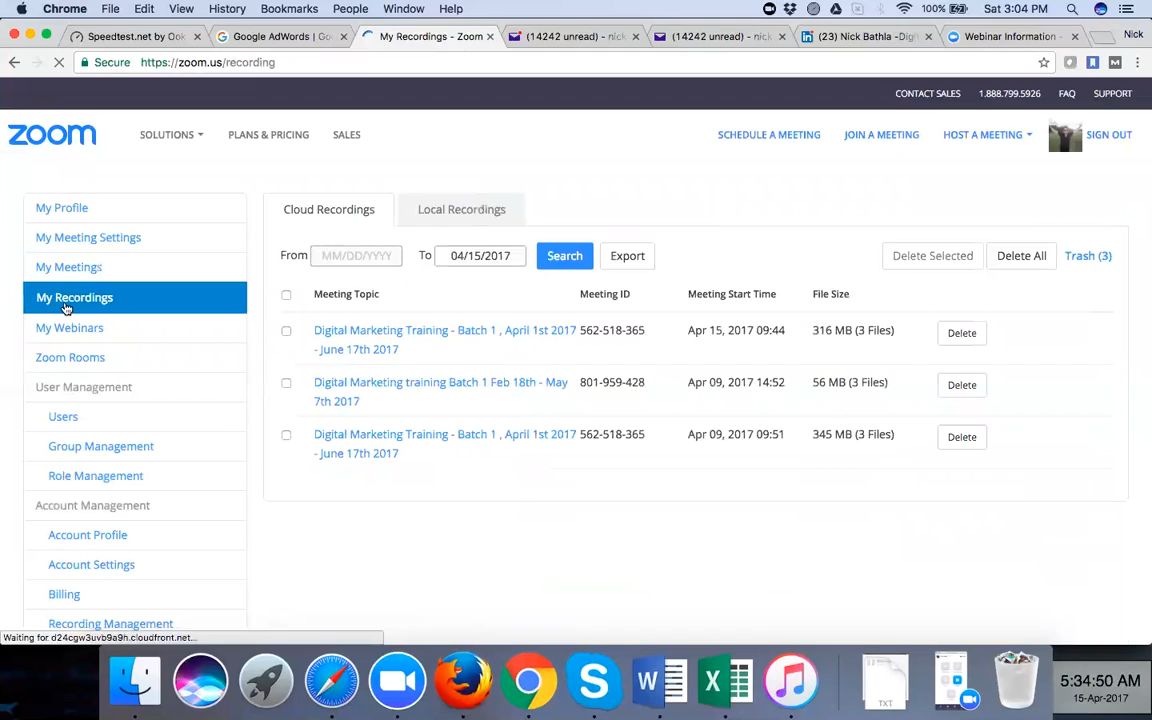 Chrome File Edit View History Bookmarks People Window Help 100% Sat 3:04 PM
Speedtest.net by Ook
Google AdWords | Go
My Recordings - Zoom
(14242 unread) - nick
(14242 unread) - nick
(23) Nick Bathla -Digi
Webinar Information -
Nick
Secure https://zoom.us/recording
CONTACT SALES 1.888.799.5926 FAQ SUPPORT
zoom SOLUTIONS PLANS & PRICING SALES SCHEDULE A MEETING JOIN A MEETING HOST A MEETING SIGN OUT
My Profile
My Meeting Settings
My Meetings
My Recordings
My Webinars
Zoom Rooms
User Management
Users
Group Management
Role Management
Account Management
Account Profile
Account Settings
Billing
Recording Management
Cloud Recordings Local Recordings
From MM/DD/YYYY To 04/15/2017 Search Export Delete Selected Delete All Trash (3)
Meeting Topic Meeting ID Meeting Start Time File Size
Digital Marketing Training - Batch 1 , April 1st 2017 562-518-365 Apr 15, 2017 09:44 316 MB (3 Files) Delete
- June 17th 2017
Digital Marketing training Batch 1 Feb 18th - May 801-959-428 Apr 09, 2017 14:52 56 MB (3 Files) Delete
7th 2017
Digital Marketing Training - Batch 1 , April 1st 2017 562-518-365 Apr 09, 2017 09:51 345 MB (3 Files) Delete
- June 17th 2017
Waiting for d24cgw3uvb9a9h.cloudfront.net...
TXT
5:34:50 AM
15-Apr-2017